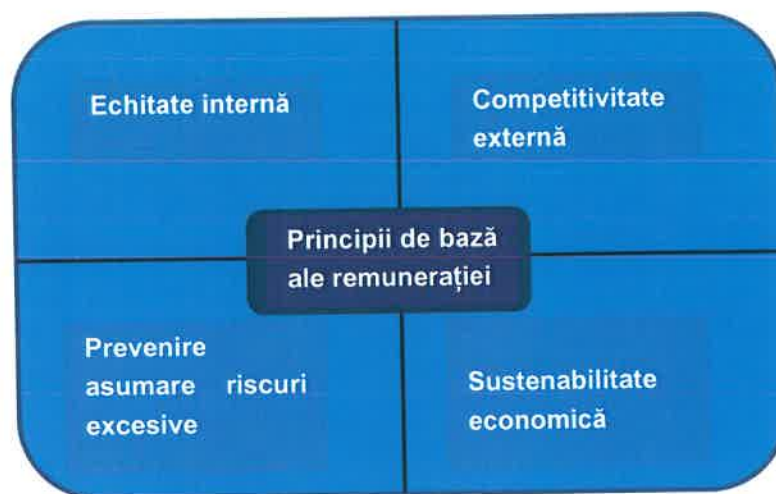 Echitate internă
Competitivitate
externă
Principii de bază
ale remunerației
Prevenire
asumare riscuri
excesive
Sustenabilitate
economică